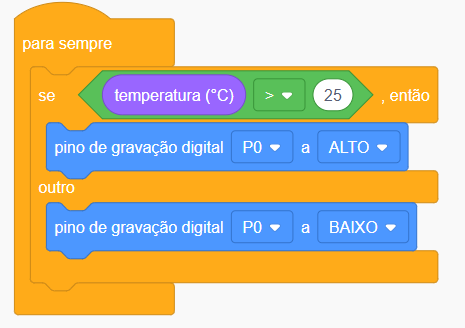 para sempre
se temperatura (°C) > 25 , então
pino de gravação digital P0 a ALTO
outro
pino de gravação digital P0 a BAIXO